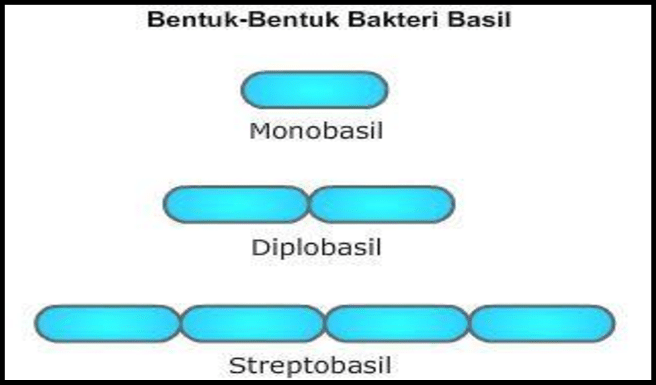 Bentuk-Bentuk Bakteri Basil
Monobasil
Diplobasil
Streptobasil